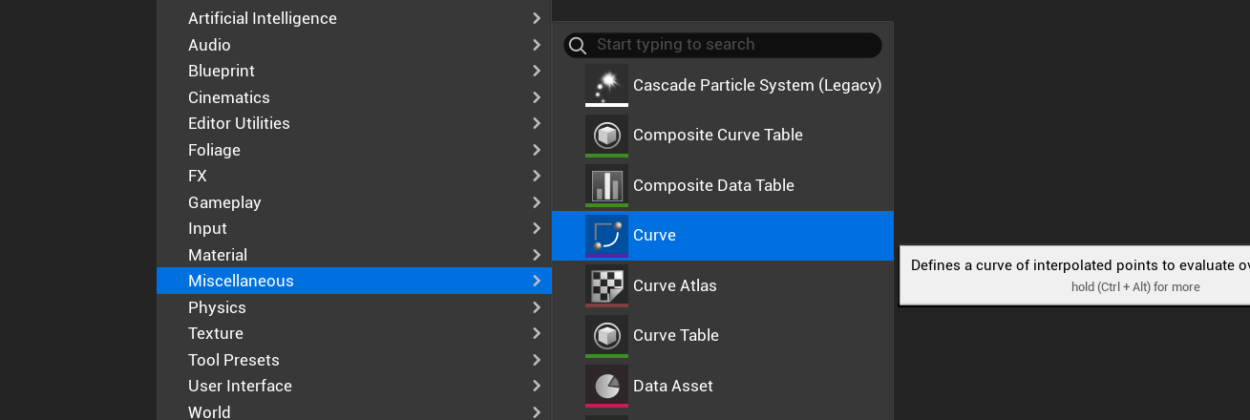 Artificial Intelligence
Audio
Blueprint
Cinematics
Editor Utilities
Foliage
FX
Gameplay
Input
Material
Miscellaneous
Physics
Texture
Tool Presets
User Interface
World
Start typing to search
Cascade Particle System (Legacy)
Composite Curve Table
Composite Data Table
Curve
Curve Atlas
Curve Table
Data Asset
Defines a curve of interpolated points to evaluate
hold (Ctrl + Alt) for more